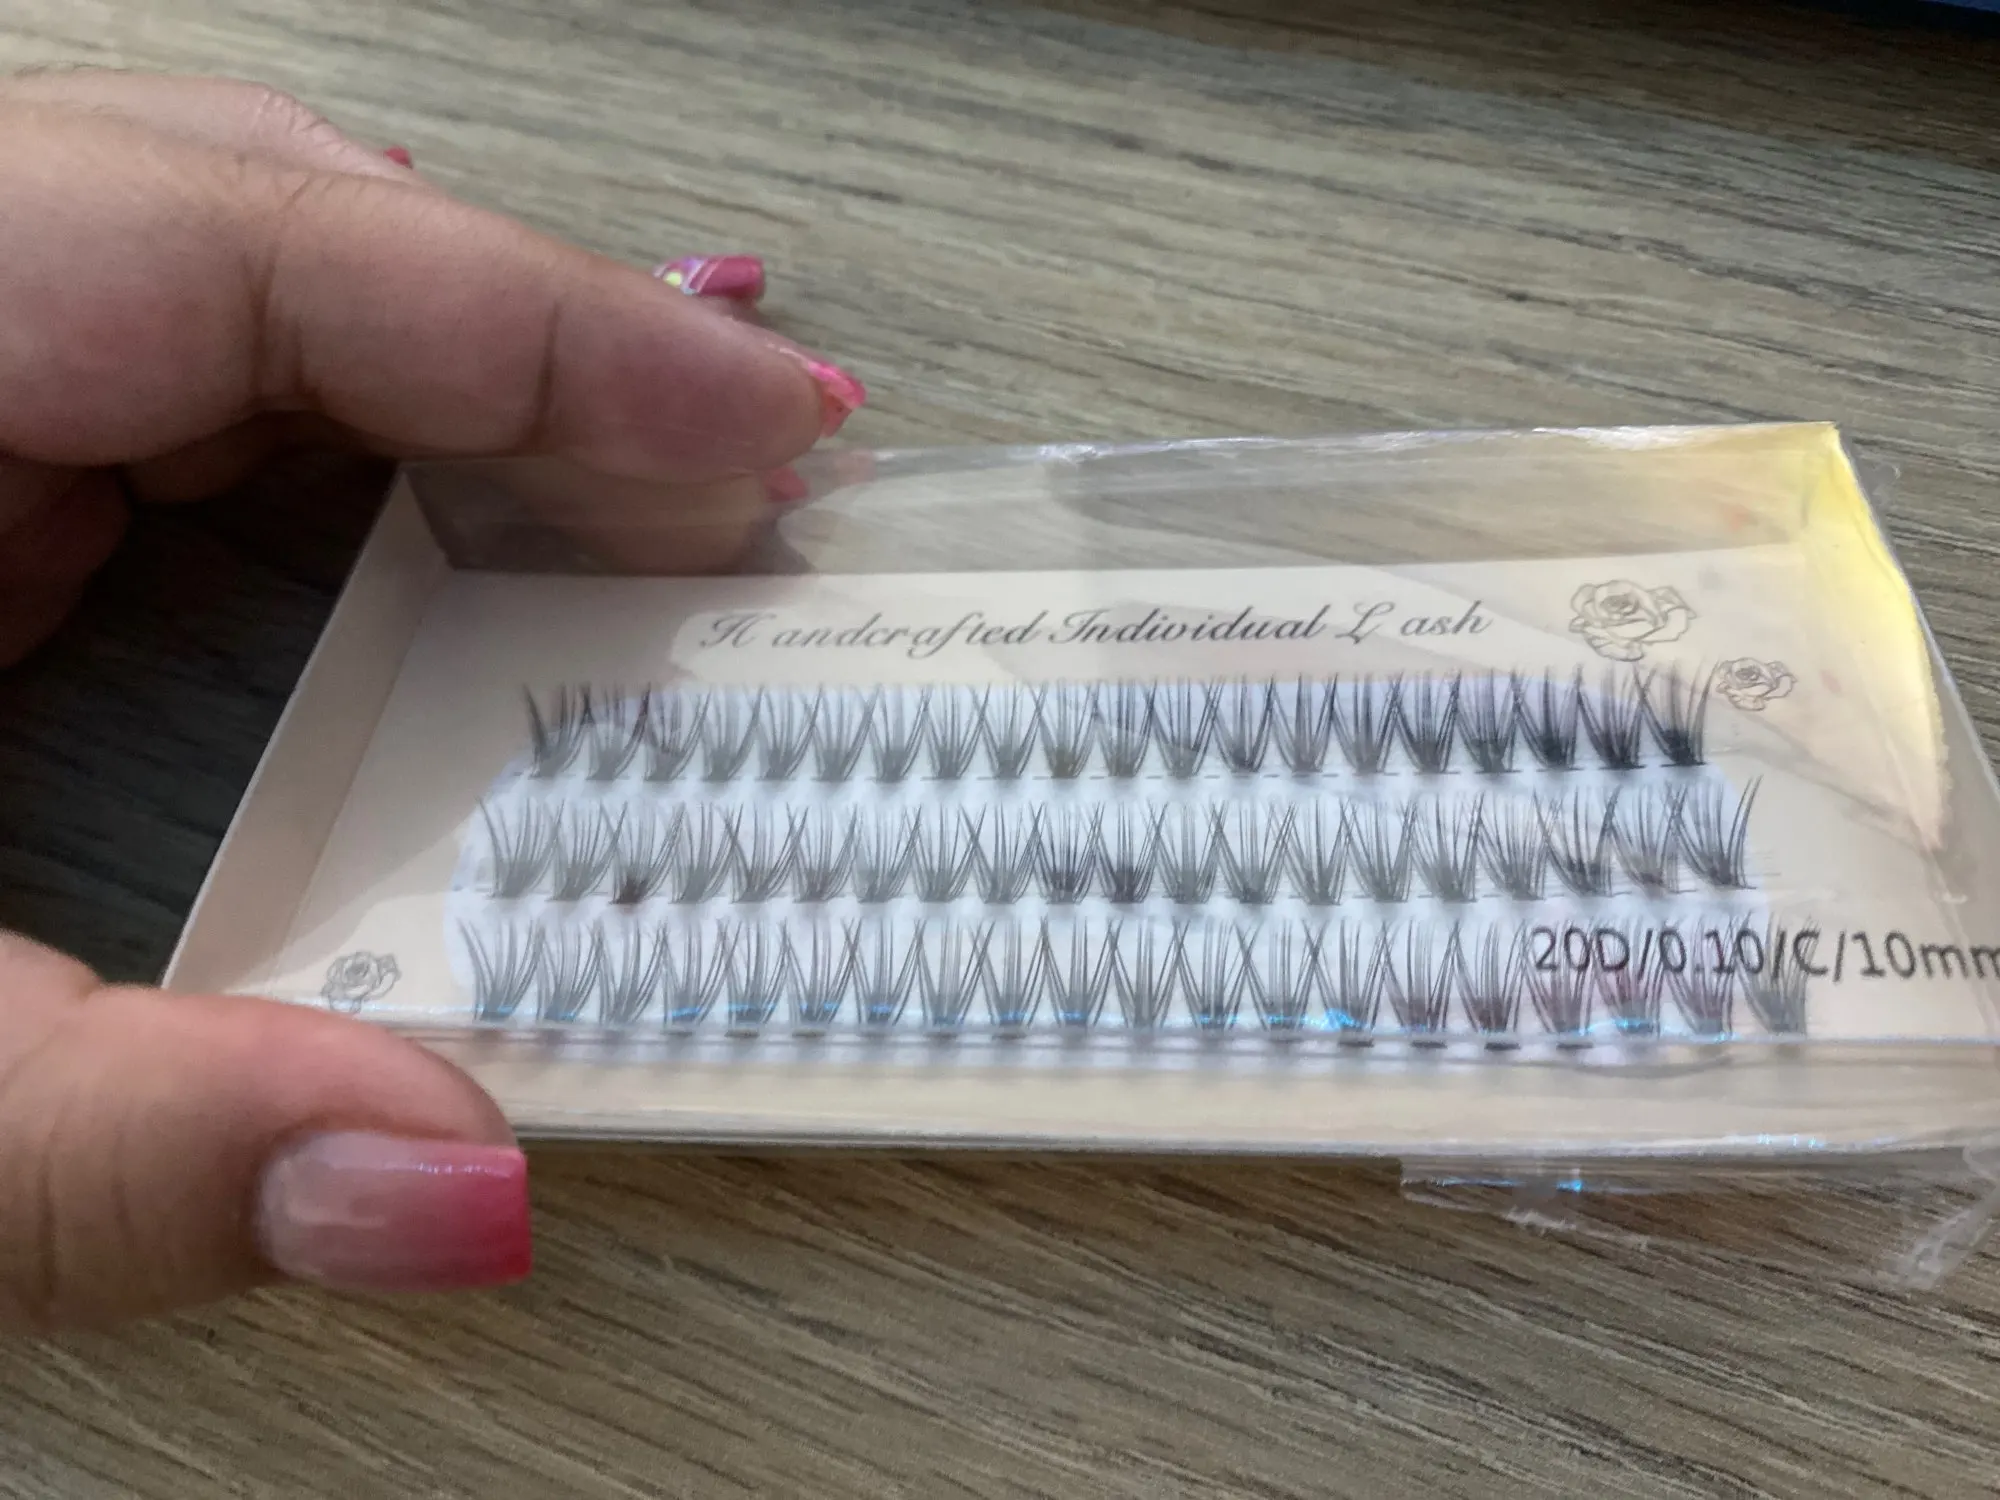 Handcrafted Individual Lash
20D/0.10/C/10mm